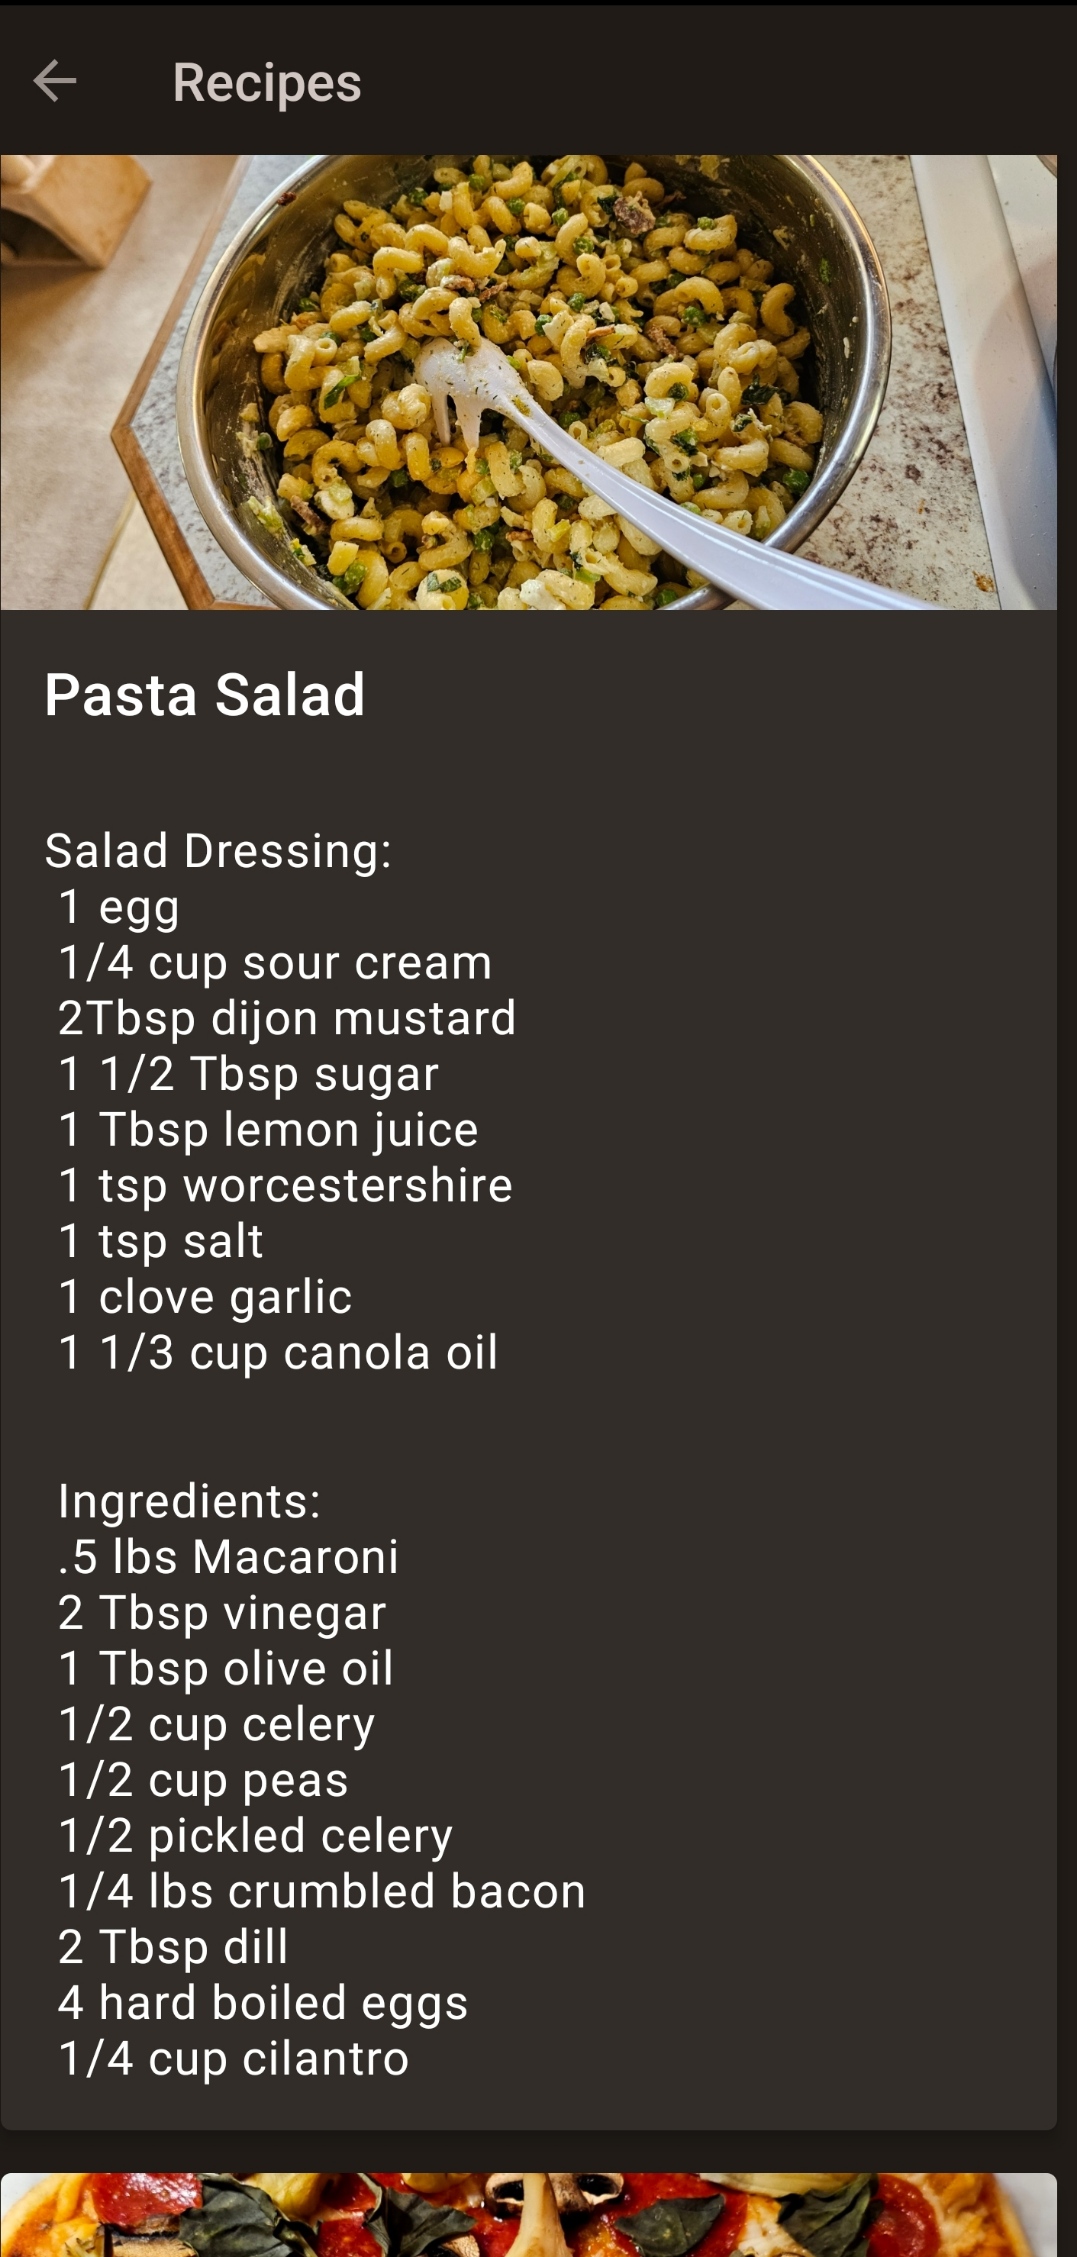 Recipes
Pasta Salad
Salad Dressing:
1 egg
1/4 cup sour cream
2Tbsp dijon mustard
1 1/2 Tbsp sugar
1 Tbsp lemon juice
1 tsp worcestershire
1 tsp salt
1 clove garlic
1 1/3 cup canola oil
Ingredients:
.5 lbs Macaroni
2 Tbsp vinegar
1 Tbsp olive oil
1/2 cup celery
1/2 cup peas
1/2 pickled celery
1/4 lbs crumbled bacon
2 Tbsp dill
4 hard boiled eggs
1/4 cup cilantro